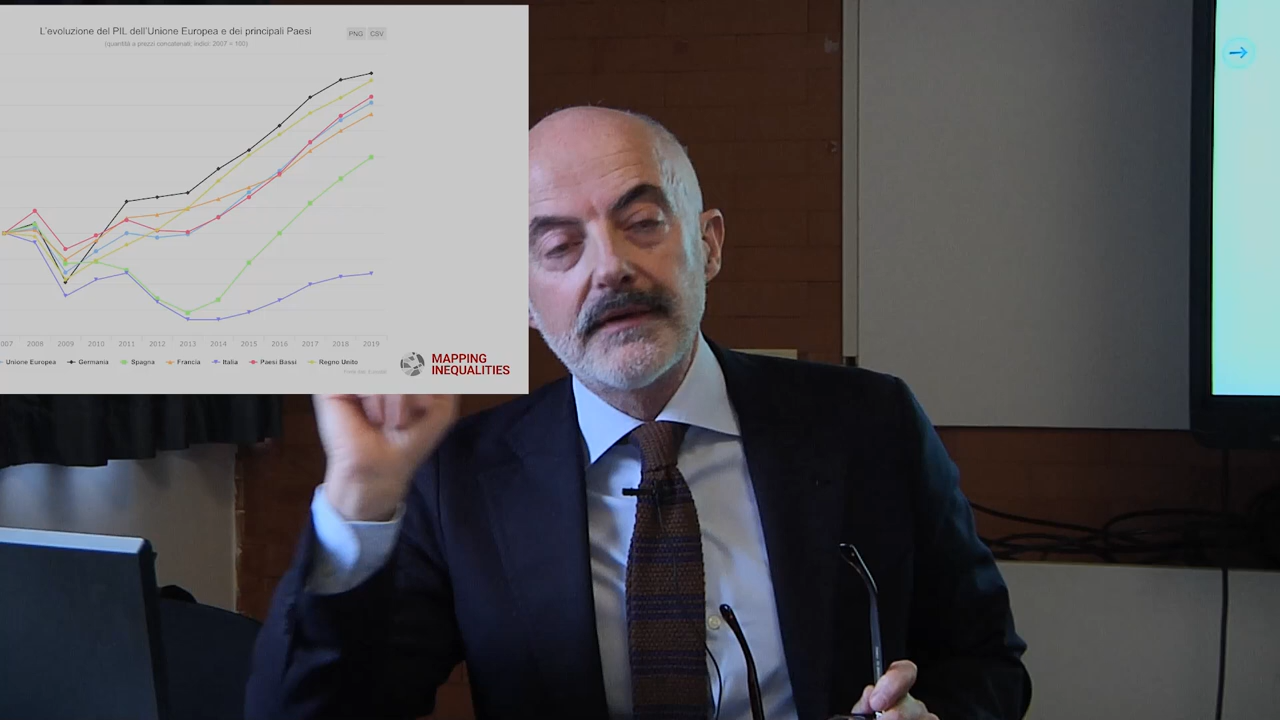 L'evoluzione del PIL dell'Unione Europea e dei principali Paesi
PNG CSV
(quantità a prezzi concatenati; indici: 2007 = 100)
007 2008 2009 2010 2011 2012 2013 2014 2015 2016 2017 2018 2019
Unione Europea Germania Spagna Francia Italia Paesi Bassi Regno Unito
MAPPING
INEQUALITIES